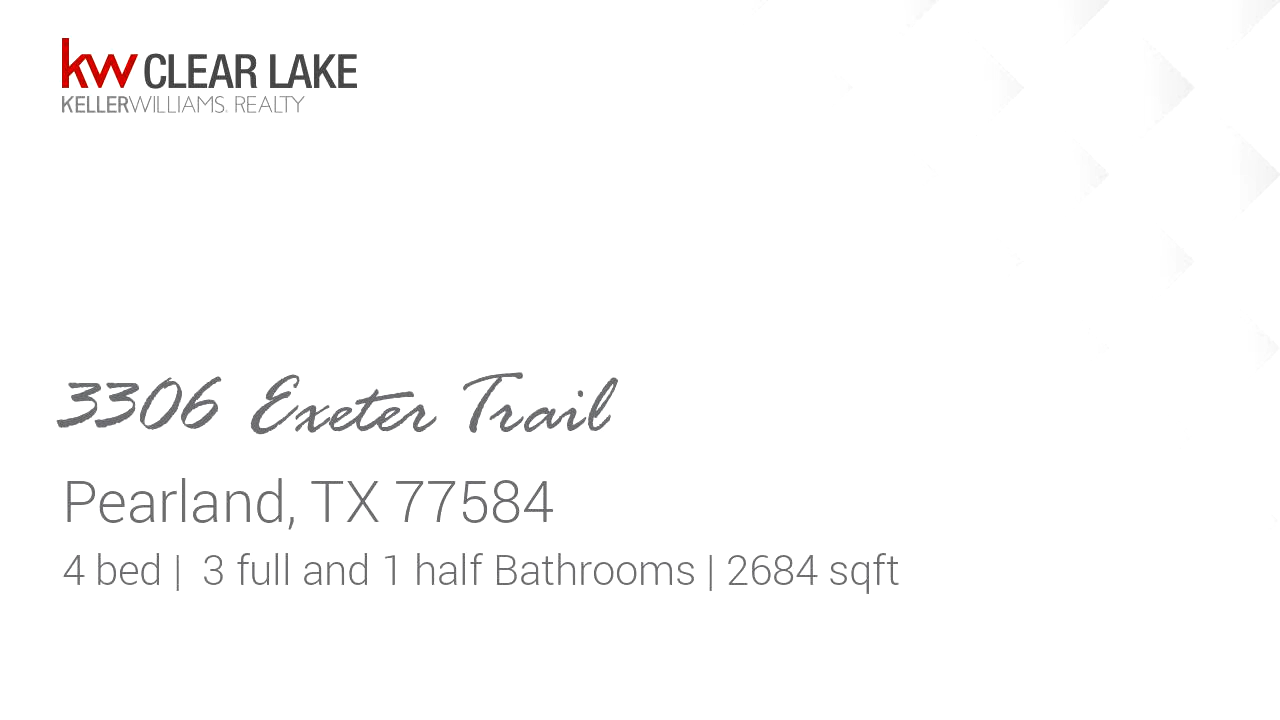 kw CLEAR LAKE
KELLERWILLIAMS. REALTY
3306 Exeter Trail
Pearland, TX 77584
4 bed | 3 full and 1 half Bathrooms | 2684 sqft